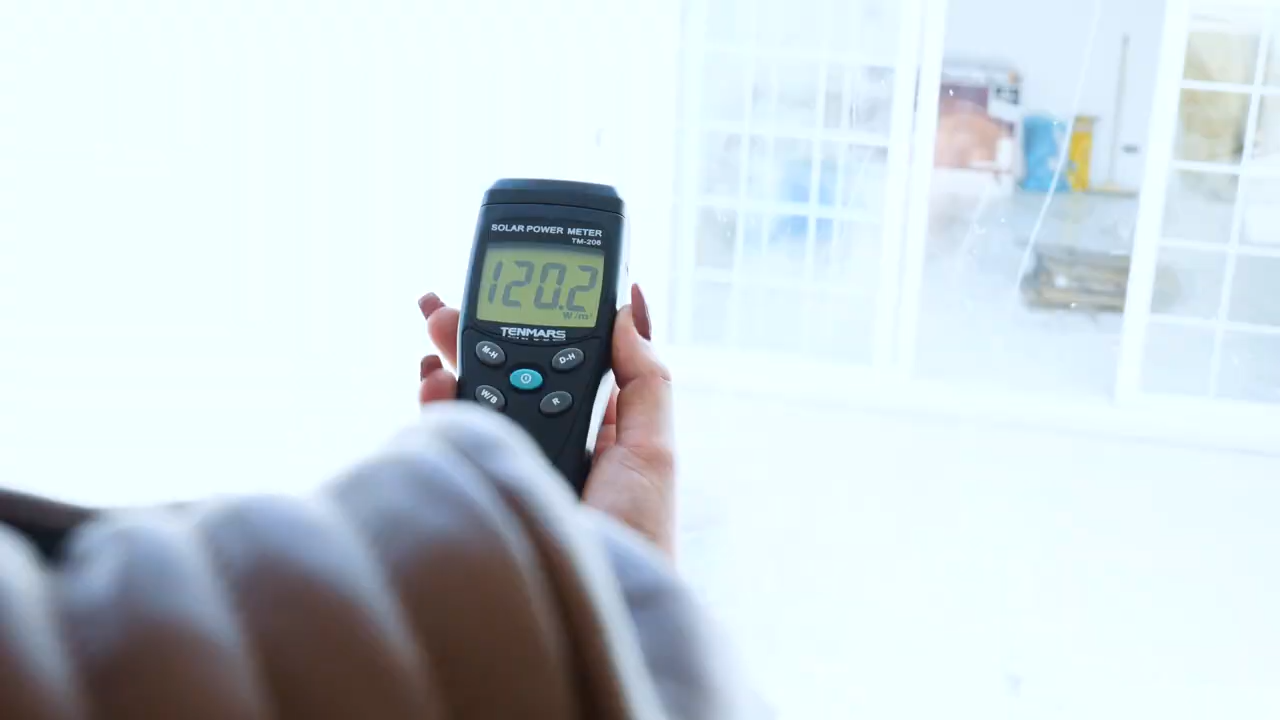 SOLAR POWER METER
TM-206
120.2
W/m²
TENMARS
M-H
D-H
W/B
R